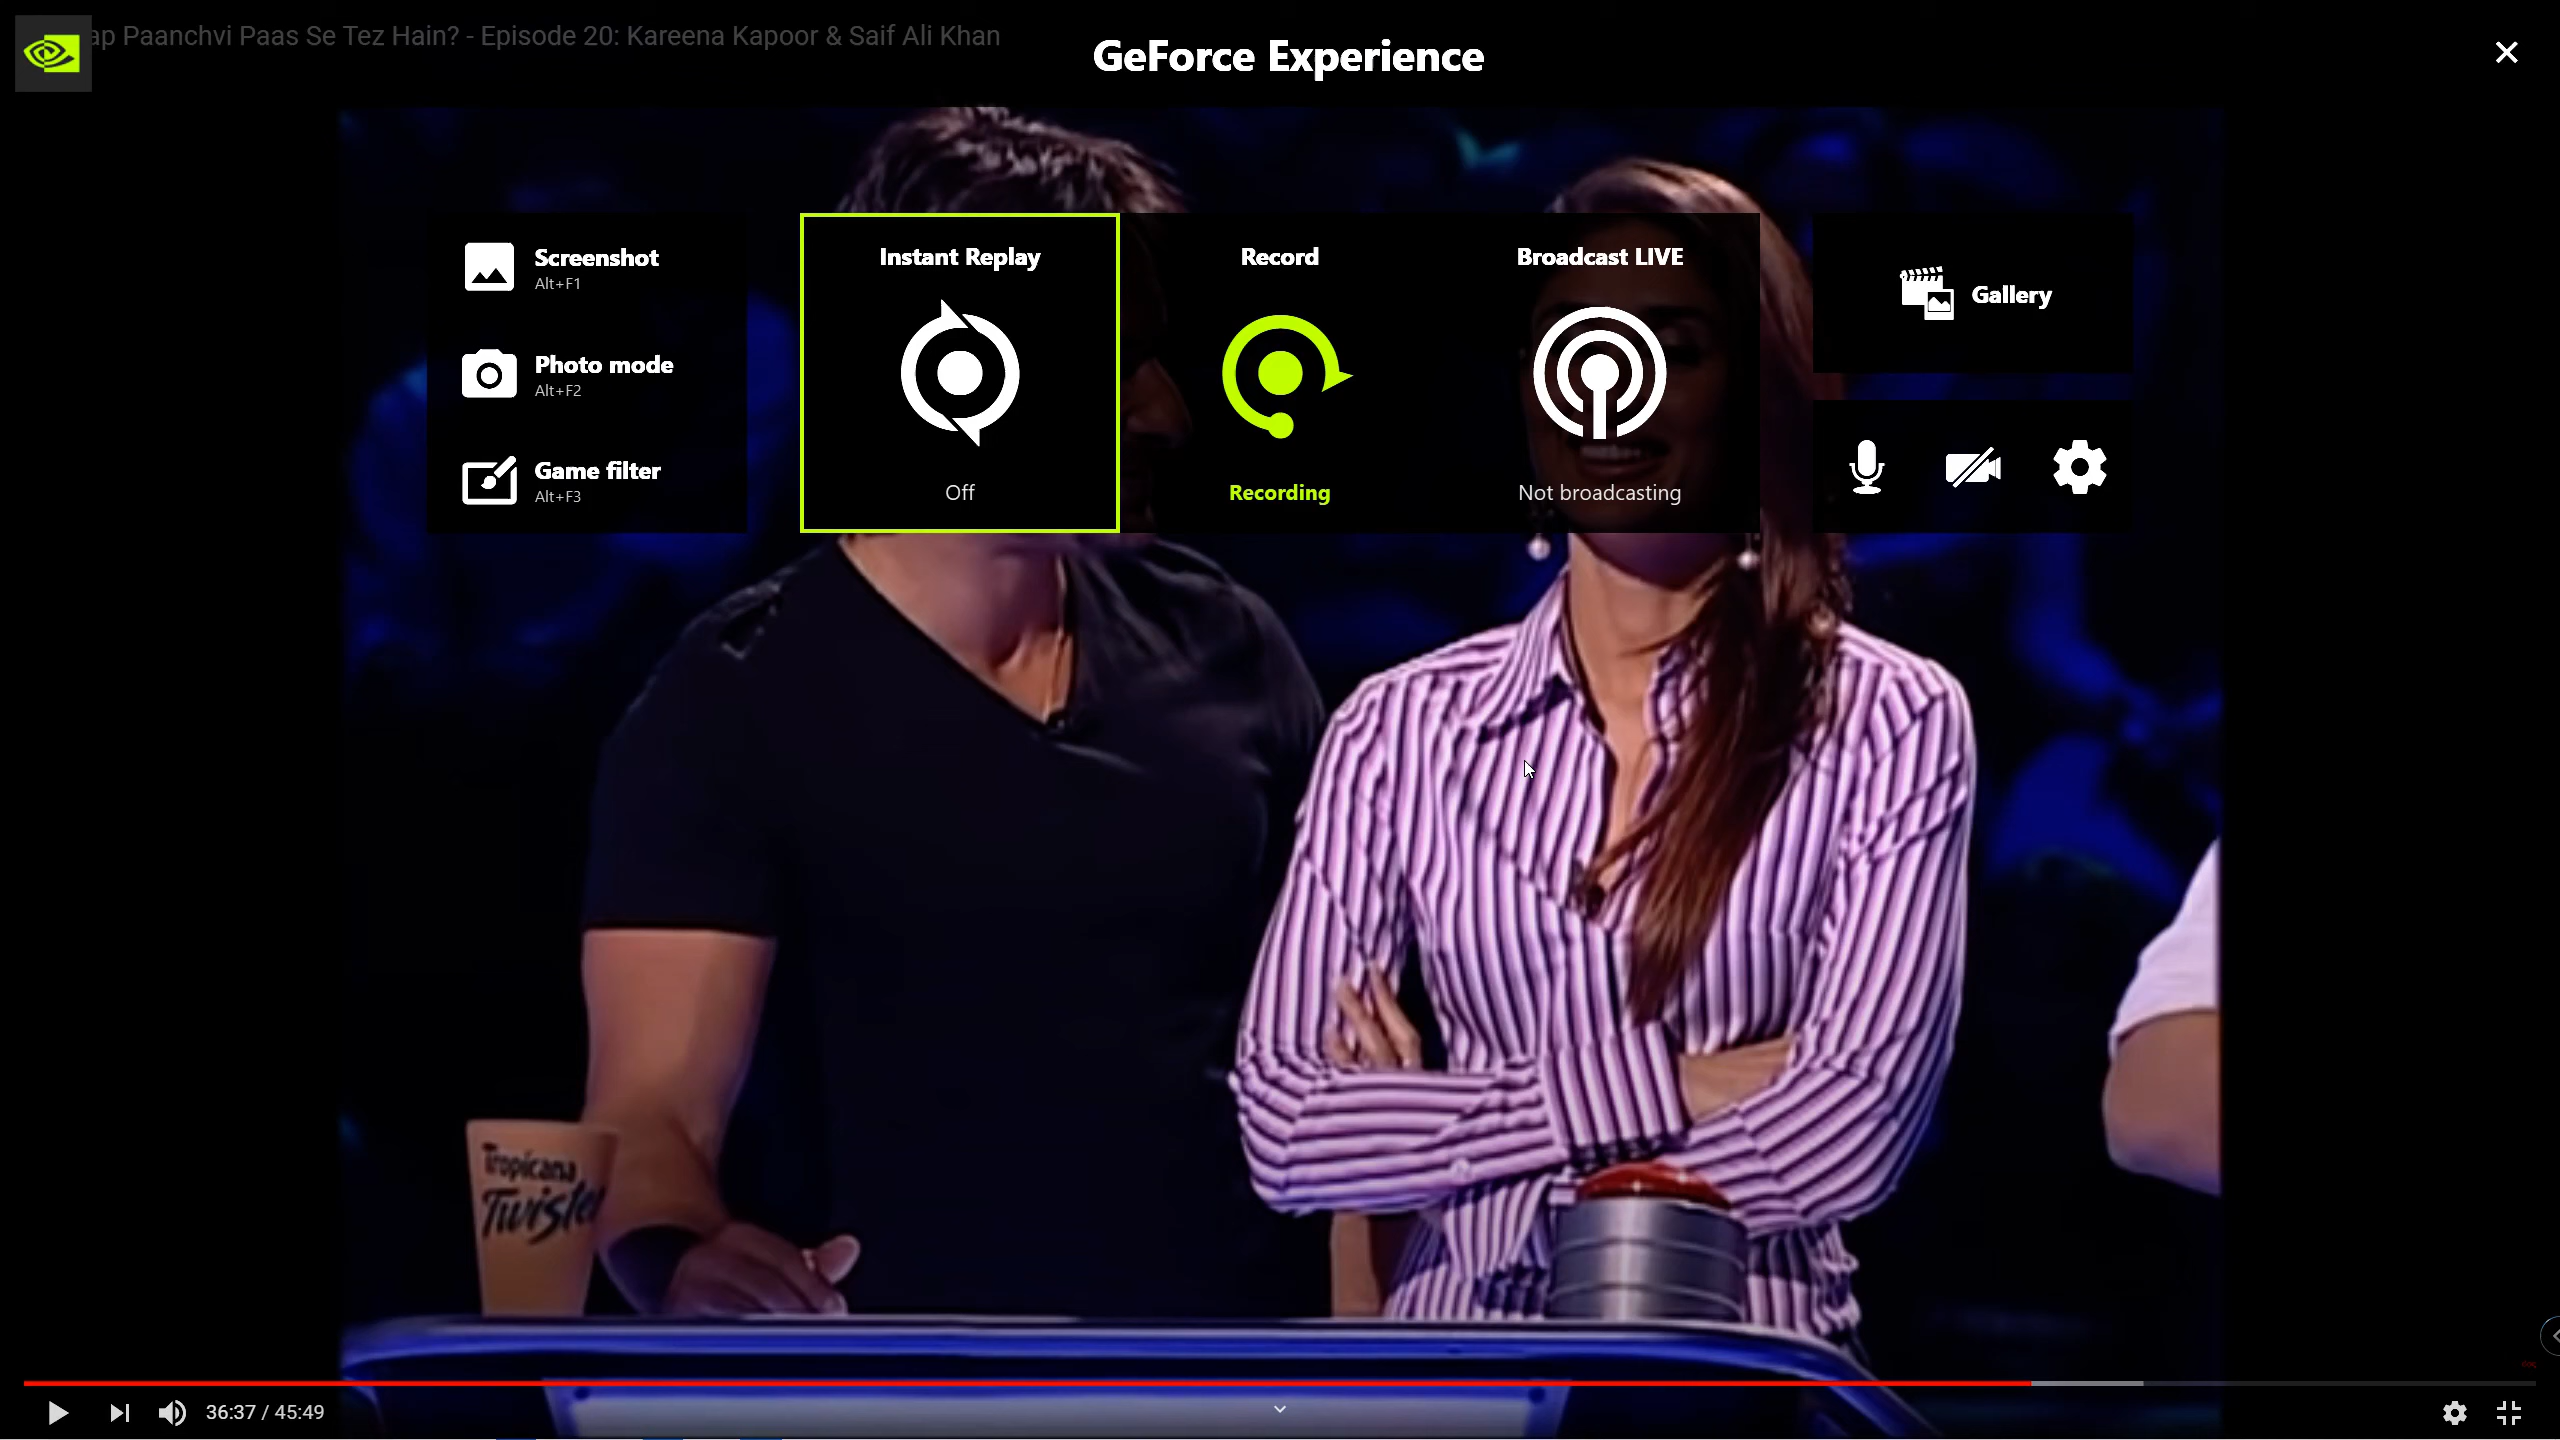 ap Paanchvi Paas Se Tez Hain? - Episode 20: Kareena Kapoor & Saif Ali Khan
GeForce Experience
Screenshot
Alt+F1
Photo mode
Alt+F2
Game filter
Alt+F3
Instant Replay
Off
Record
Recording
Broadcast LIVE
Not broadcasting
Gallery
Tropicana
Twister
36:37 / 45:49